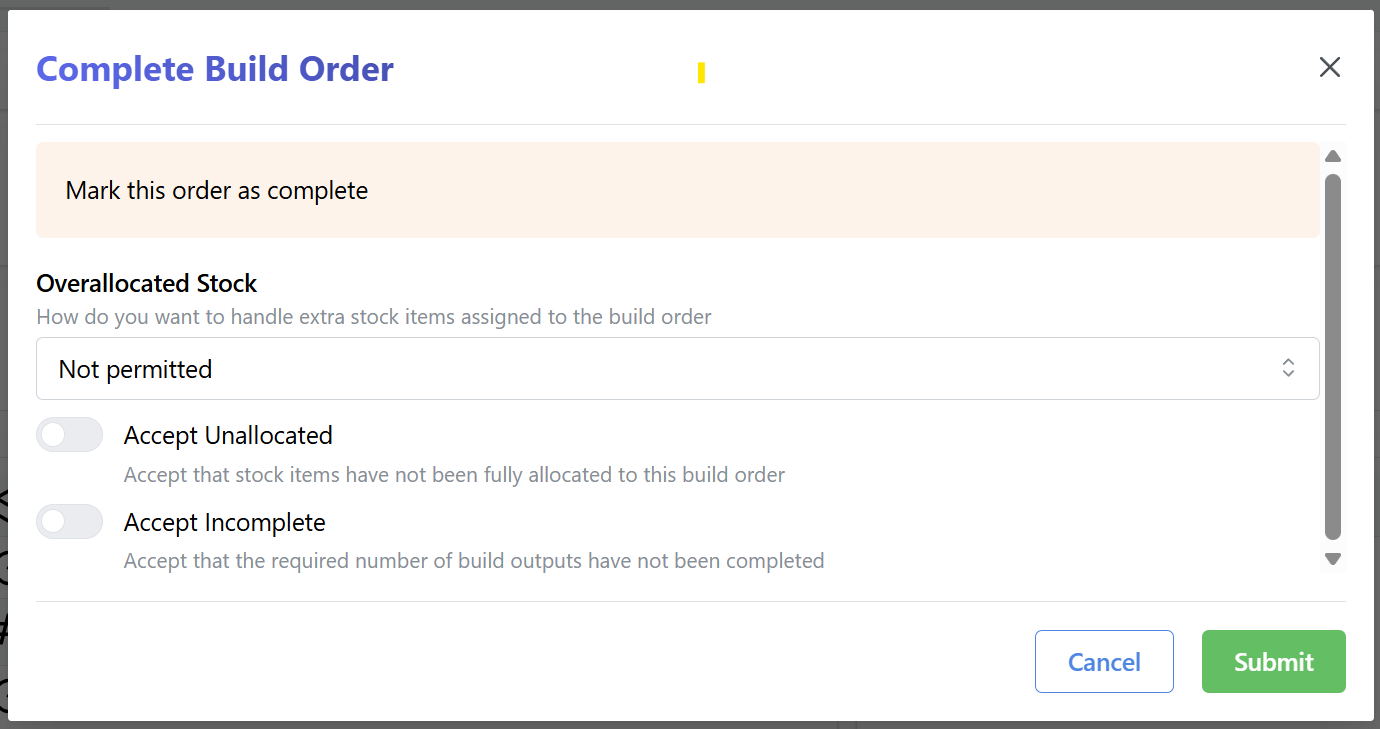 Complete Build Order
Mark this order as complete
Overallocated Stock
How do you want to handle extra stock items assigned to the build order
Not permitted
Accept Unallocated
Accept that stock items have not been fully allocated to this build order
Accept Incomplete
Accept that the required number of build outputs have not been completed
Cancel
Submit